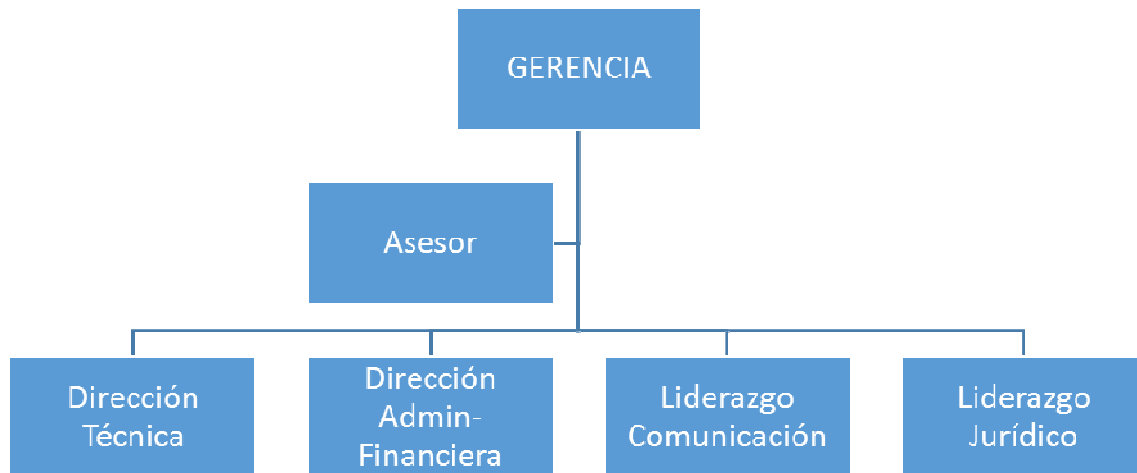 GERENCIA
Asesor
Dirección
Técnica
Dirección
Admin-
Financiera
Liderazgo
Comunicación
Liderazgo
Jurídico